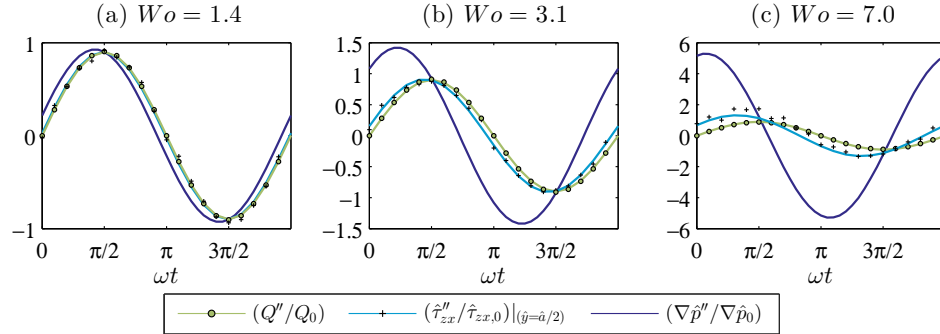 (a) Wo = 1.4
(b) Wo = 3.1
(c) Wo = 7.0
1
0
−1
0 π/2 π 3π/2
ωt
1.5
1
0.5
0
−0.5
−1
−1.5
0 π/2 π 3π/2
ωt
6
4
2
0
−2
−4
−6
0 π/2 π 3π/2
ωt
(Q″/Q₀) (τ̂″zx/τ̂zx,0)|(ŷ=â/2) (∇p̂″/∇p̂₀)